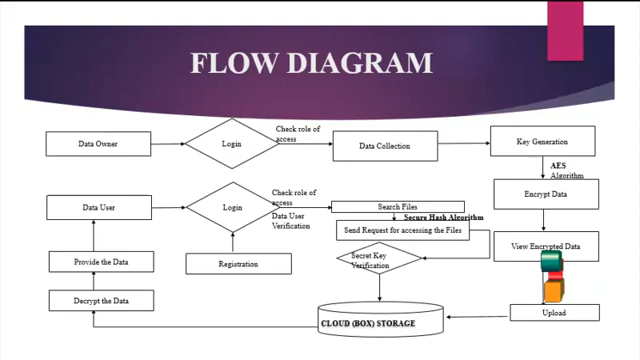 FLOW DIAGRAM
Data Owner
Login
Check role of
access
Data Collection
Key Generation
AES
Algorithm
Encrypt Data
View Encrypted Data
Upload
Data User
Login
Check role of
access
Data User
Verification
Search Files
Secure Hash Algorithm
Send Request for accessing the Files
Secret Key
Verification
Registration
Provide the Data
Decrypt the Data
CLOUD (BOX) STORAGE